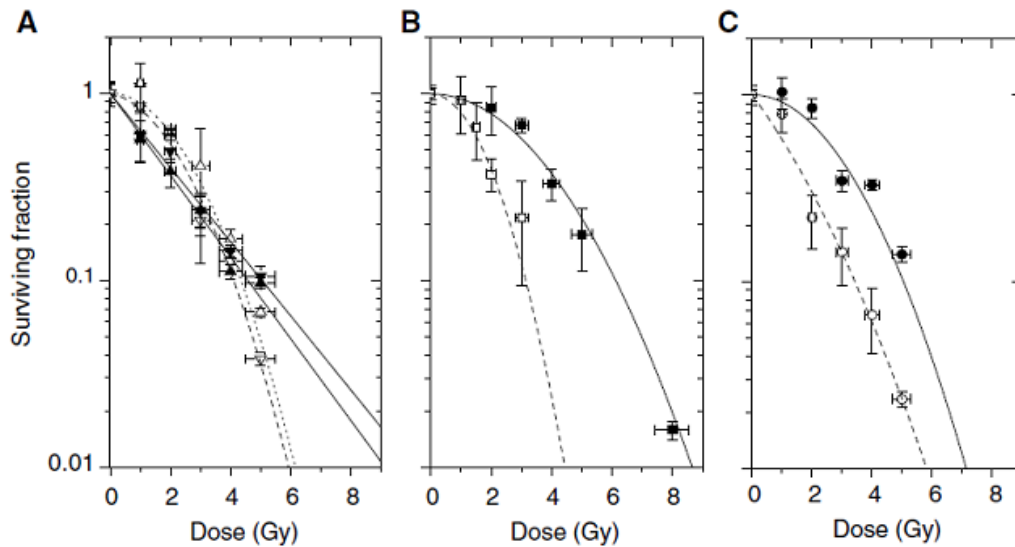 A
B
C
Surviving fraction
1
0.1
0.01
0 2 4 6 8
0 2 4 6 8
0 2 4 6 8
Dose (Gy)
Dose (Gy)
Dose (Gy)